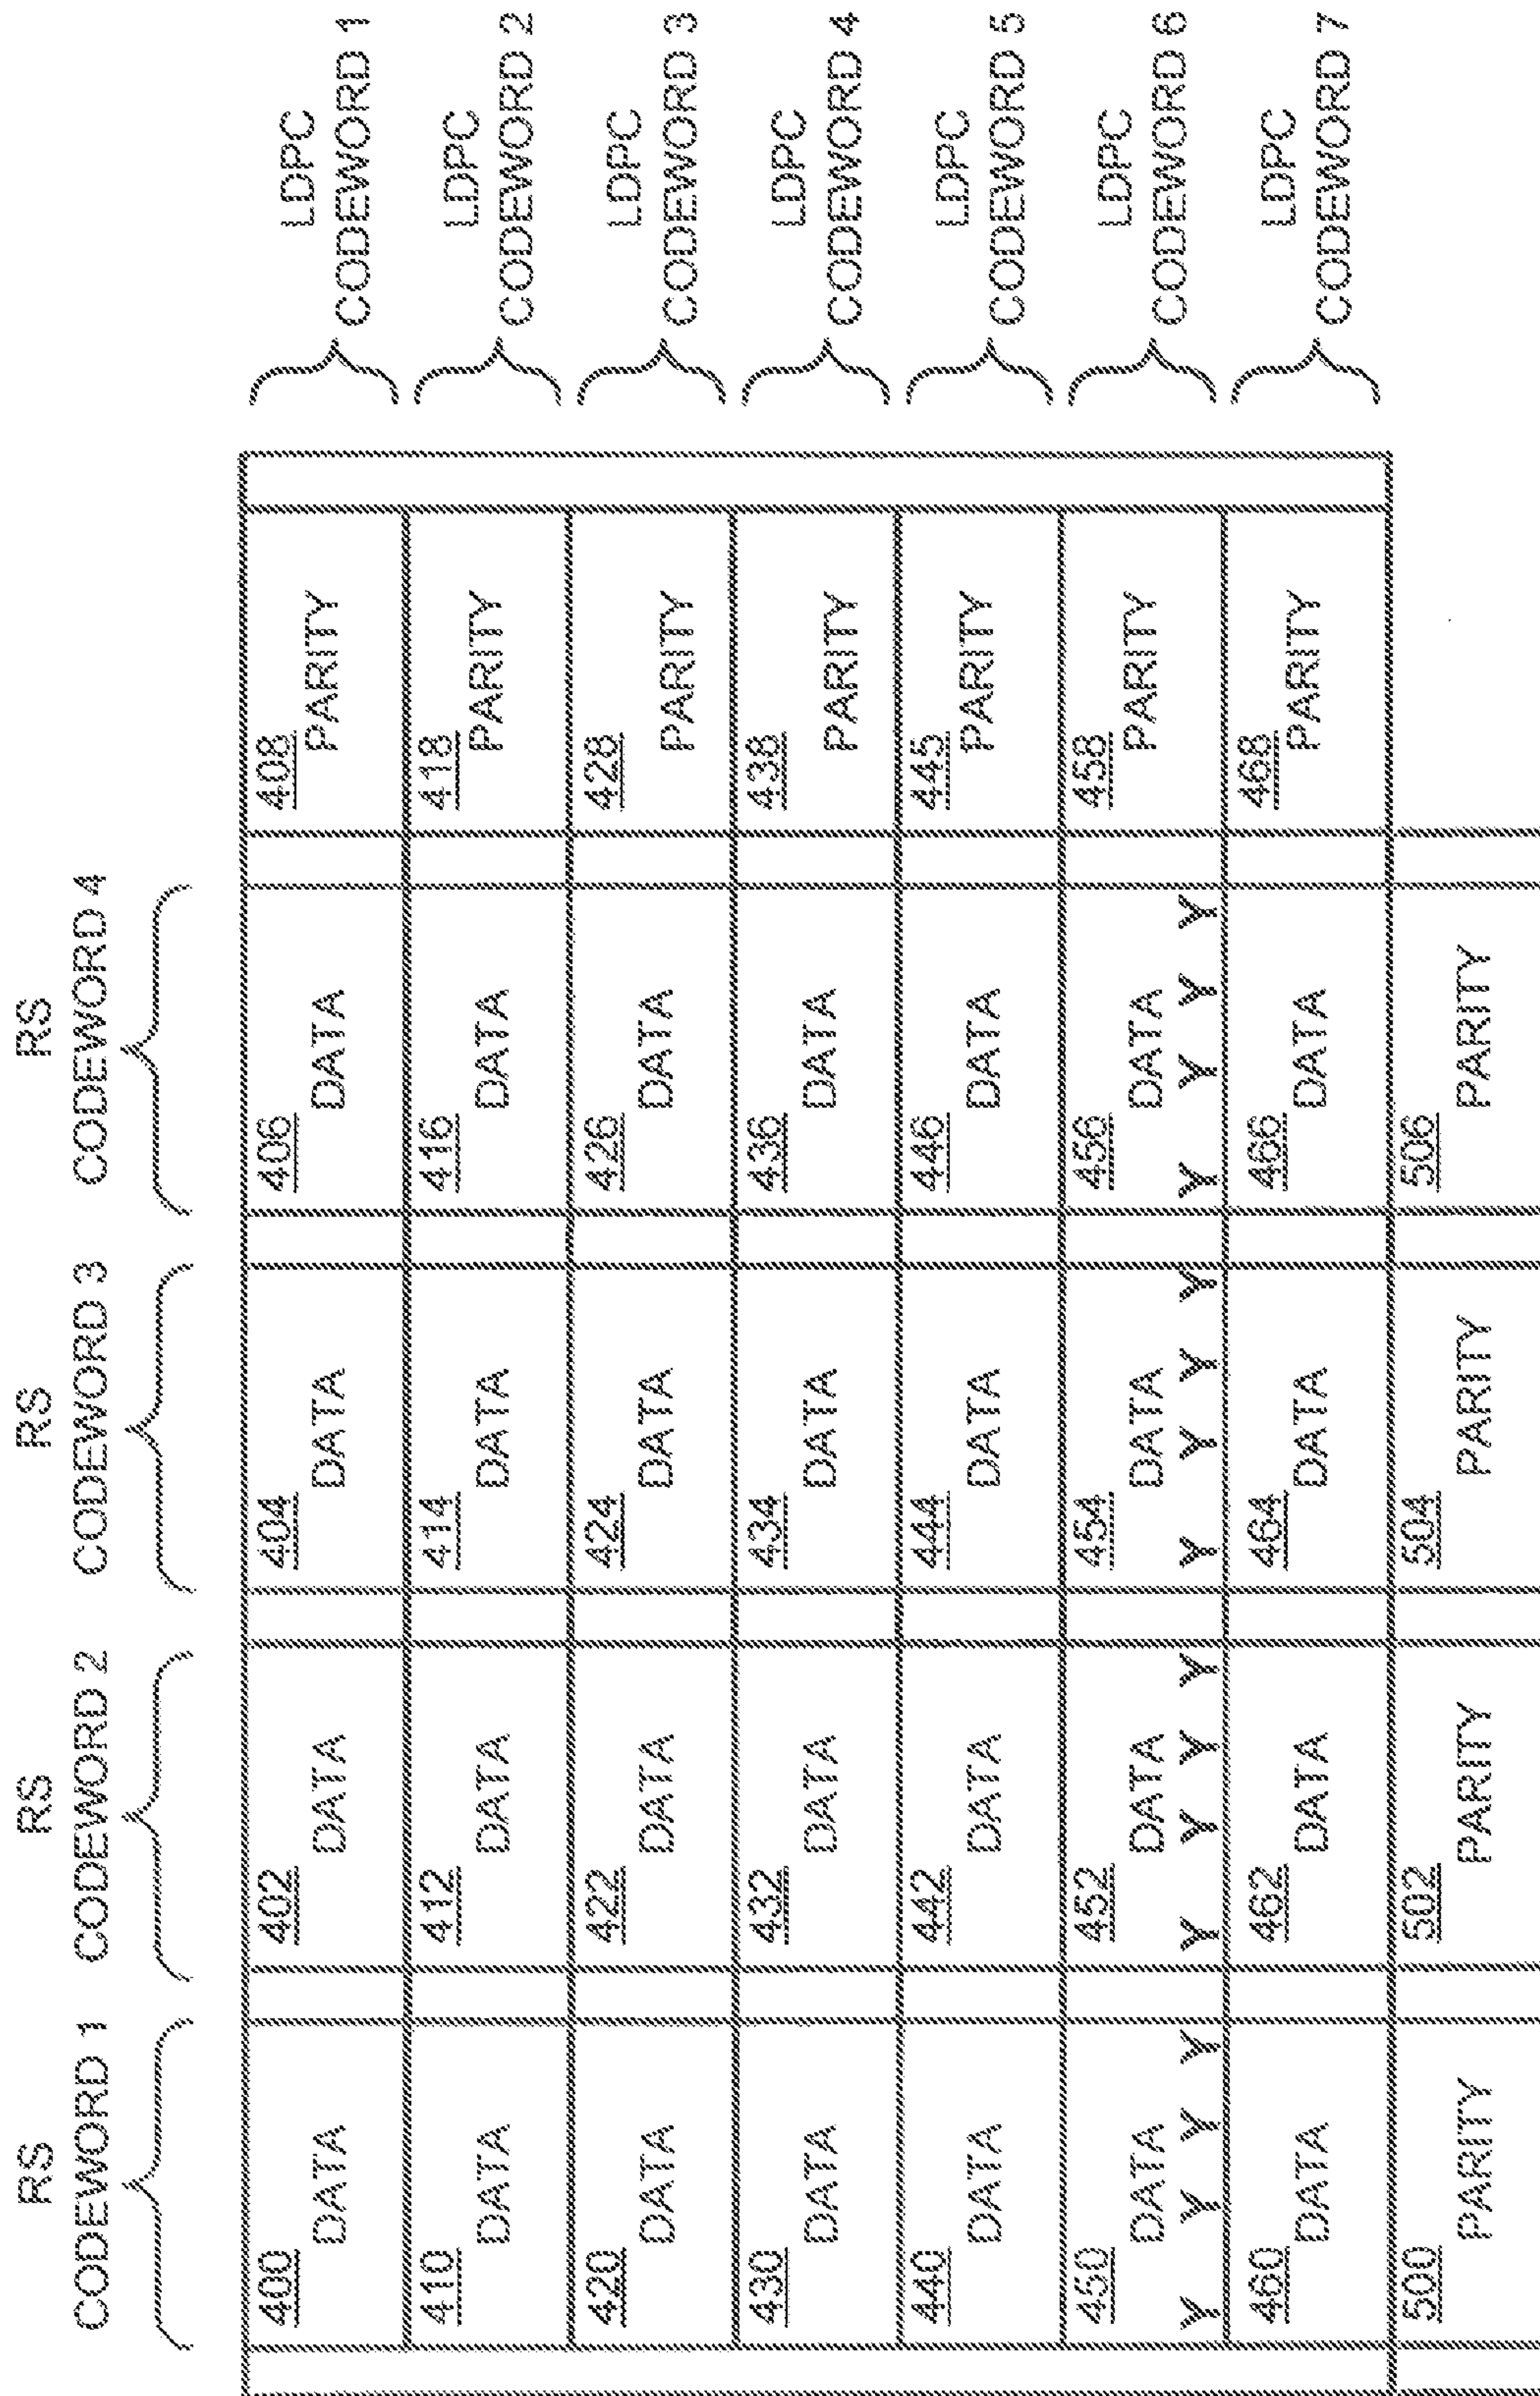 RS
CODEWORD 1
RS
CODEWORD 2
RS
CODEWORD 3
RS
CODEWORD 4
400
DATA
402
DATA
404
DATA
406
DATA
408
PARITY
LDPC
CODEWORD 1
410
DATA
412
DATA
414
DATA
416
DATA
418
PARITY
LDPC
CODEWORD 2
420
DATA
422
DATA
424
DATA
426
DATA
428
PARITY
LDPC
CODEWORD 3
430
DATA
432
DATA
434
DATA
436
DATA
438
PARITY
LDPC
CODEWORD 4
440
DATA
442
DATA
444
DATA
446
DATA
445
PARITY
LDPC
CODEWORD 5
450
DATA
Y Y Y Y
452
DATA
Y Y Y Y
454
DATA
Y Y Y Y
456
DATA
Y Y Y Y
458
PARITY
LDPC
CODEWORD 6
460
DATA
462
DATA
464
DATA
466
DATA
468
PARITY
LDPC
CODEWORD 7
500
PARITY
502
PARITY
504
PARITY
506
PARITY